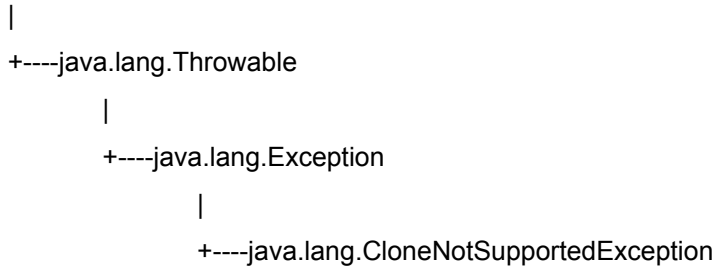 |
+----java.lang.Throwable
|
+----java.lang.Exception
|
+----java.lang.CloneNotSupportedException